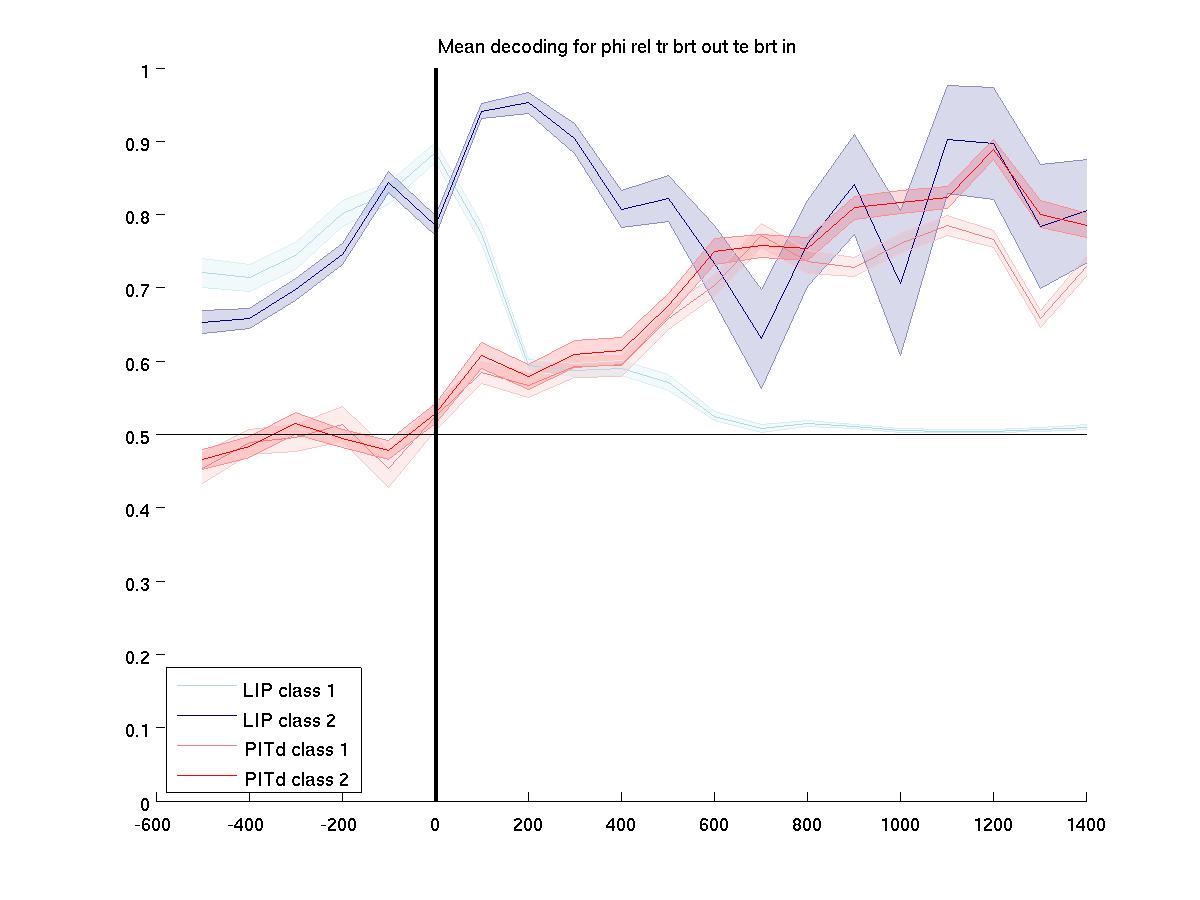 Mean decoding for phi rel tr brt out te brt in
1
0.9
0.8
0.7
0.6
0.5
0.4
0.3
0.2
0.1
0
LIP class 1
LIP class 2
PITd class 1
PITd class 2
-600 -400 -200 0 200 400 600 800 1000 1200 1400